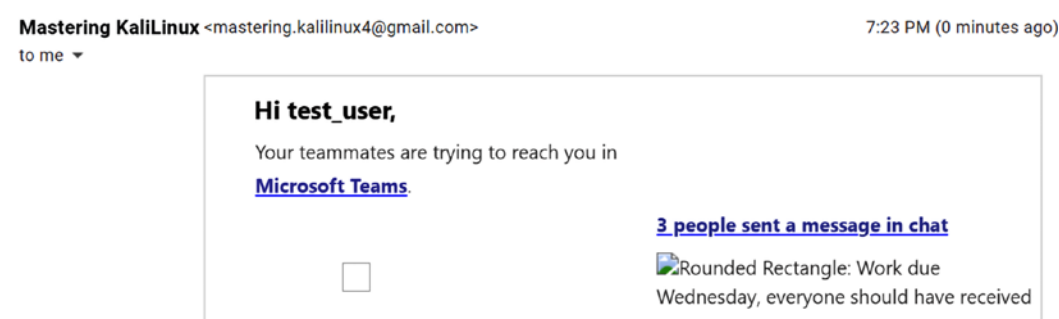 Mastering KaliLinux <mastering.kalilinux4@gmail.com> 7:23 PM (0 minutes ago)
to me
Hi test_user,
Your teammates are trying to reach you in
Microsoft Teams.
3 people sent a message in chat
Rounded Rectangle: Work due
Wednesday, everyone should have received